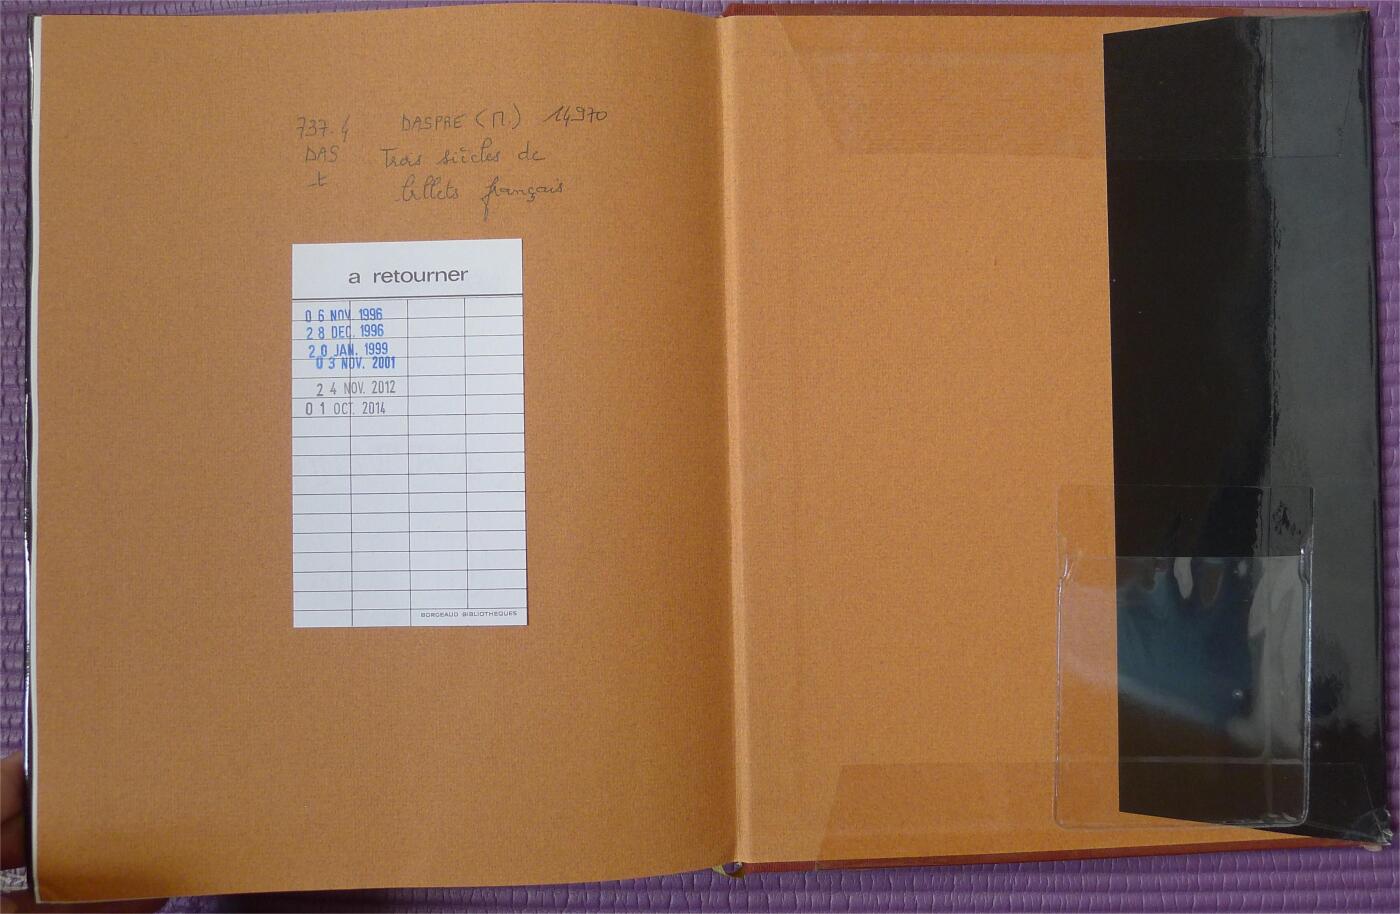 737.4 DASPRE (M.) 14970
DAS Trois siècles de
t billets français
a retourner
06 NOV. 1996
28 DEC. 1996
20 JAN. 1999
03 NOV. 2001
24 NOV. 2012
01 OCT. 2014
BORGEAUD BIBLIOTHEQUES